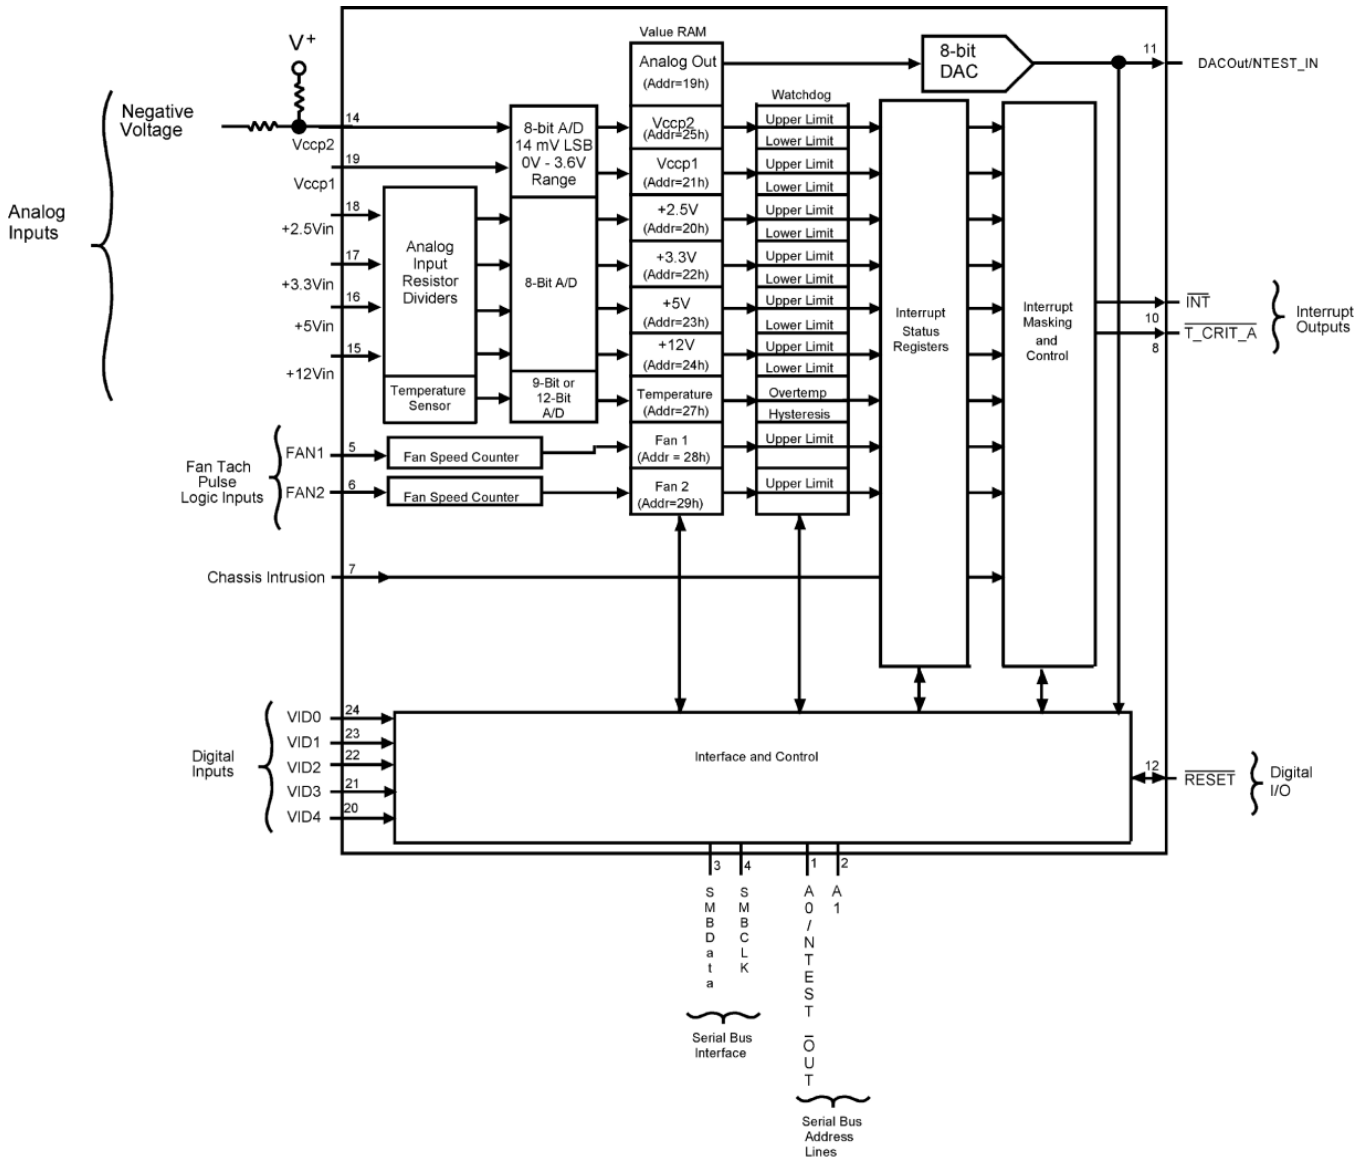 Value RAM
V+
Analog Out
(Addr=19h)
8-bit
DAC
11
DACOut/NTEST_IN
Negative
Voltage
14
Vccp2
19
Vccp1
18
+2.5Vin
17
+3.3Vin
16
+5Vin
15
+12Vin
Analog
Inputs
8-bit A/D
14 mV LSB
0V - 3.6V
Range
Analog
Input
Resistor
Dividers
8-Bit A/D
Temperature
Sensor
9-Bit or
12-Bit
A/D
Vccp2
(Addr=25h)
Vccp1
(Addr=21h)
+2.5V
(Addr=20h)
+3.3V
(Addr=22h)
+5V
(Addr=23h)
+12V
(Addr=24h)
Temperature
(Addr=27h)
Fan 1
(Addr = 28h)
Fan 2
(Addr=29h)
Watchdog
Upper Limit
Lower Limit
Upper Limit
Lower Limit
Upper Limit
Lower Limit
Upper Limit
Lower Limit
Upper Limit
Lower Limit
Upper Limit
Lower Limit
Overtemp
Hysteresis
Upper Limit
Upper Limit
Interrupt
Status
Registers
Interrupt
Masking
and
Control
INT
10
T_CRIT_A
8
Interrupt
Outputs
Fan Tach
Pulse
Logic Inputs
FAN1
5
Fan Speed Counter
FAN2
6
Fan Speed Counter
Chassis Intrusion
7
Digital
Inputs
VID0
24
VID1
23
VID2
22
VID3
21
VID4
20
Interface and Control
12
RESET
Digital
I/O
3
4
1
2
SMBData
SMBCLK
A0/NTEST_OUT
A1
Serial Bus
Interface
Serial Bus
Address
Lines